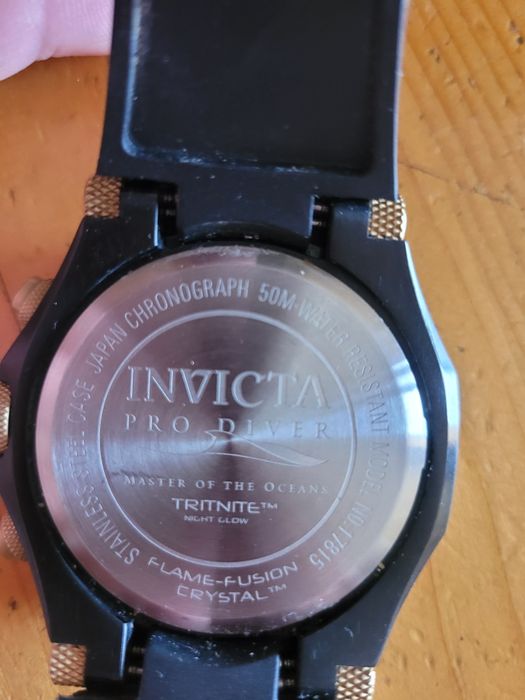 STAINLESS STEEL CASE JAPAN CHRONOGRAPH 50M-WATER RESISTANT MODEL NO.17815
INVICTA
PRO DIVER
MASTER OF THE OCEANS
TRITNITE™
NIGHT GLOW
FLAME-FUSION
CRYSTAL™